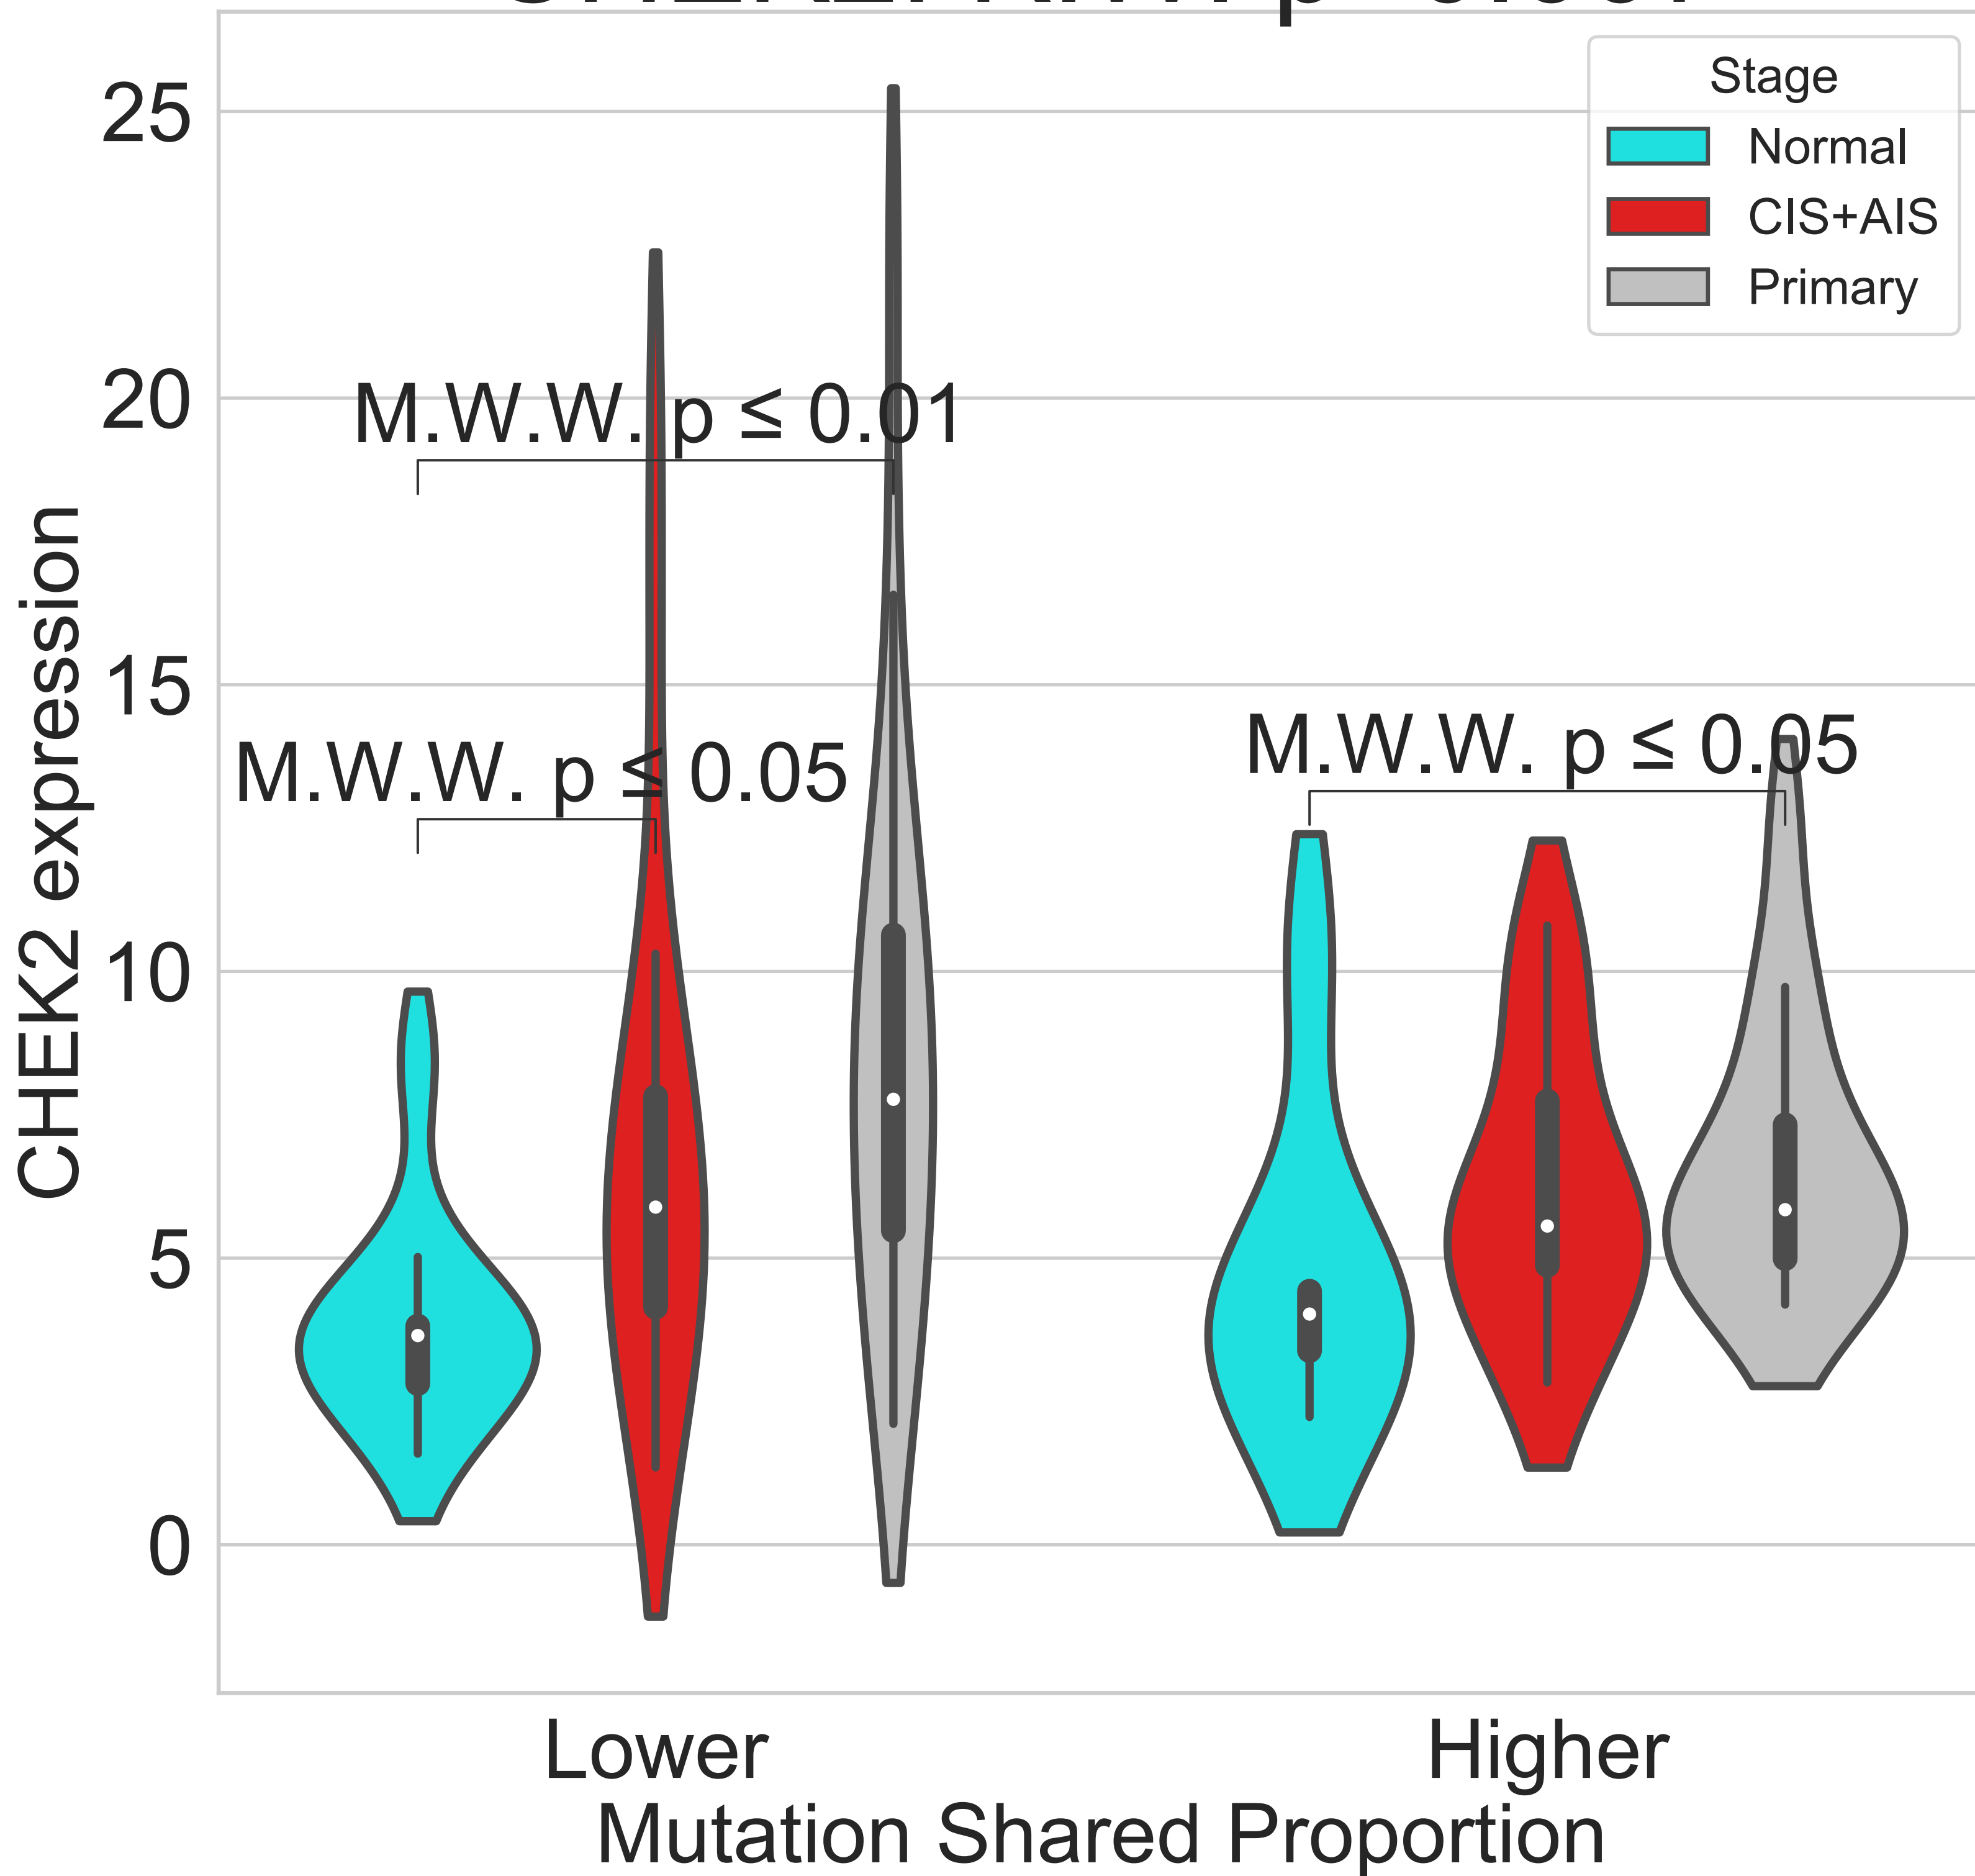 Stage
Normal
CIS+AIS
Primary
25
20
15
10
5
0
CHEK2 expression
M.W.W. p ≤ 0.01
M.W.W. p ≤ 0.05
M.W.W. p ≤ 0.05
Lower
Higher
Mutation Shared Proportion